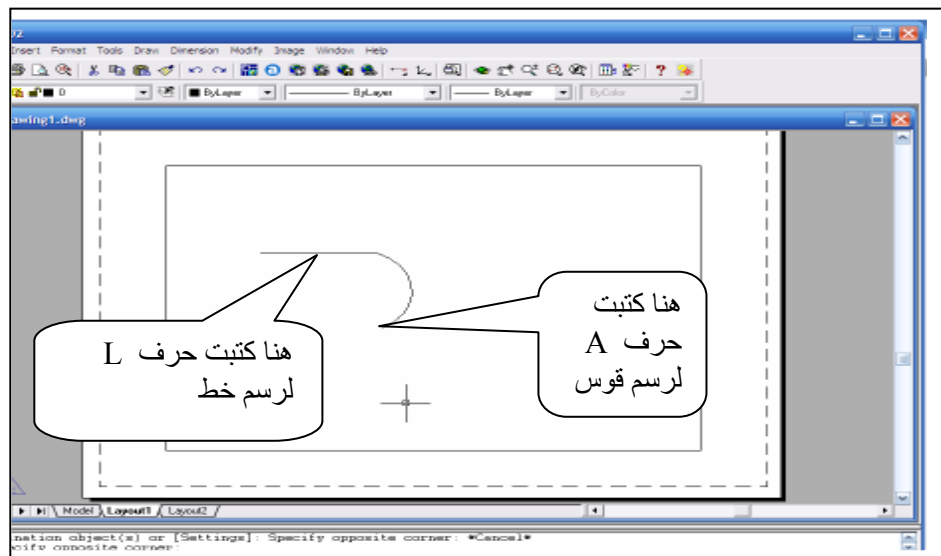 Insert Format Tools Draw Dimension Modify Image Window Help
0 ByLayer ByLayer ByLayer ByColor
awing1.dwg
هنا كتبت
حرف A
لرسم قوس
هنا كتبت حرف L
لرسم خط
Model Layout1 Layout2
nation object(s) or [Settings]: Specify opposite corner: *Cancel*
cify opposite corner: